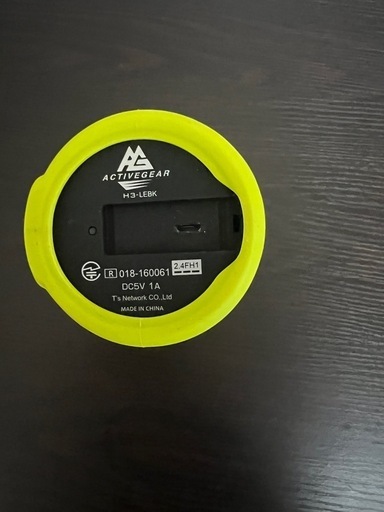 AG
ACTIVEGEAR
H3-LEBK
R 018-160061 2.4FH1
DC5V 1A
T's Network CO.,Ltd
MADE IN CHINA